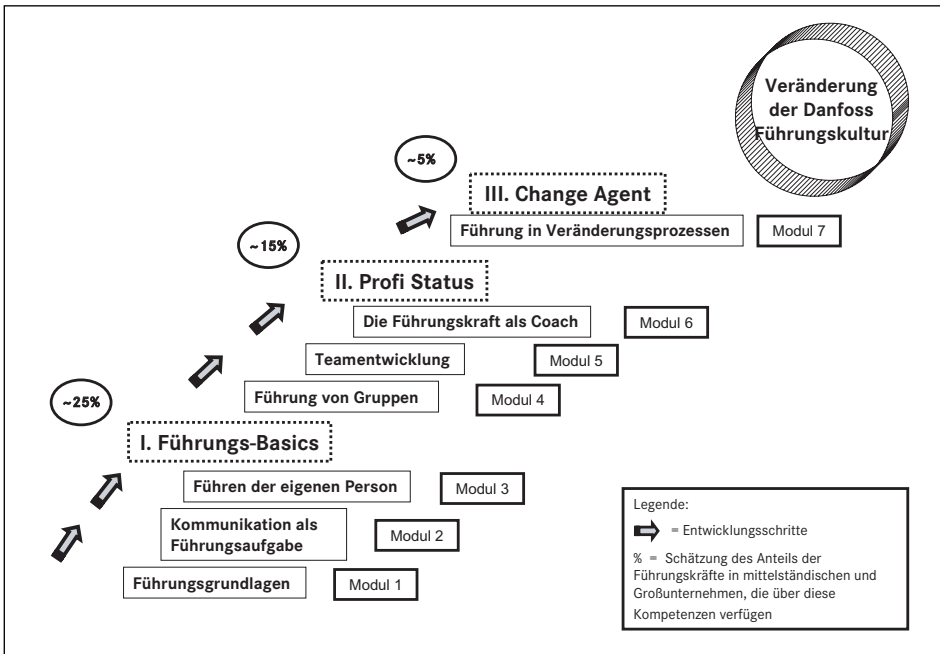 Veränderung
der Danfoss
Führungskultur
~5%
III. Change Agent
Führung in Veränderungsprozessen
Modul 7
~15%
II. Profi Status
Die Führungskraft als Coach
Modul 6
Teamentwicklung
Modul 5
Führung von Gruppen
Modul 4
~25%
I. Führungs-Basics
Führen der eigenen Person
Modul 3
Kommunikation als
Führungsaufgabe
Modul 2
Führungsgrundlagen
Modul 1
Legende:
= Entwicklungsschritte
% = Schätzung des Anteils der
Führungskräfte in mittelständischen und
Großunternehmen, die über diese
Kompetenzen verfügen